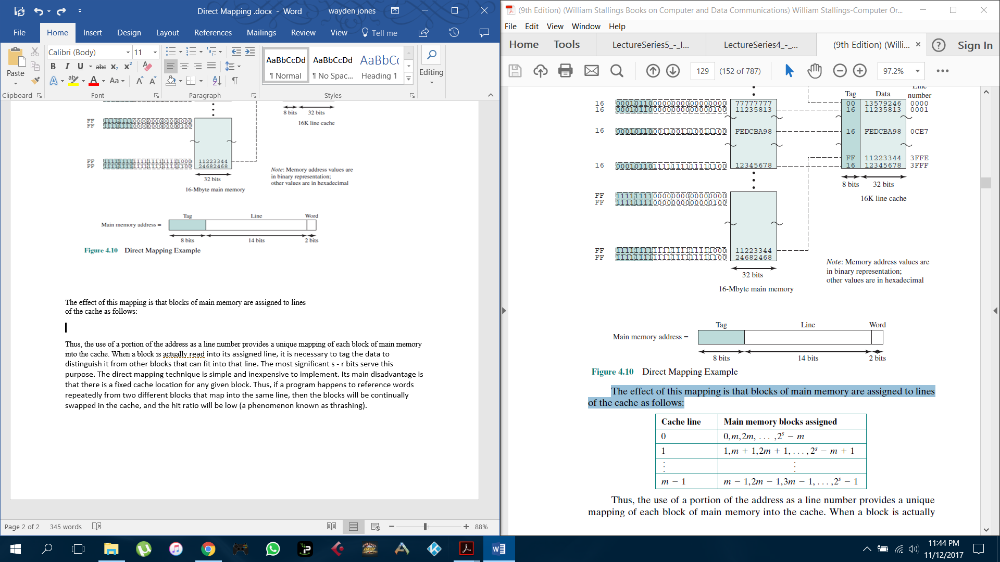 Direct Mapping .docx - Word
wayden jones
File Home Insert Design Layout References Mailings Review View Tell me
Paste
Calibri (Body) 11
B I U abc x₂ x²
A ab A Aa A A
AaBbCcDd AaBbCcDd AaBbCc
¶ Normal ¶ No Spac... Heading 1
Editing
Clipboard Font Paragraph Styles
8 bits 32 bits
16K line cache
FF 111111110000000000000000
FF 111111110000000000000100
FF 111111111111111111111000 11223344
FF 111111111111111111111100 24682468
32 bits
16-Mbyte main memory
Note: Memory address values are
in binary representation;
other values are in hexadecimal
Tag Line Word
Main memory address =
8 bits 14 bits 2 bits
Figure 4.10 Direct Mapping Example
The effect of this mapping is that blocks of main memory are assigned to lines
of the cache as follows:
Thus, the use of a portion of the address as a line number provides a unique mapping of each block of main memory
into the cache. When a block is actually read into its assigned line, it is necessary to tag the data to
distinguish it from other blocks that can fit into that line. The most significant s - r bits serve this
purpose. The direct mapping technique is simple and inexpensive to implement. Its main disadvantage is
that there is a fixed cache location for any given block. Thus, if a program happens to reference words
repeatedly from two different blocks that map into the same line, then the blocks will be continually
swapped in the cache, and the hit ratio will be low (a phenomenon known as thrashing).
Page 2 of 2 345 words
88%
(9th Edition) (William Stallings Books on Computer and Data Communications) William Stallings-Computer Or...
File Edit View Window Help
Home Tools LectureSeries5_-_I... LectureSeries4_-_... (9th Edition) (Willi... × Sign In
129 (152 of 787) 97.2%
Tag Data number
16 000101100000000000000000 77777777 00 13579246 0000
16 000101100000000000000100 11235813 16 11235813 0001
16 000101100011001110011100 FEDCBA98 16 FEDCBA98 0CE7
FF 11223344 3FFE
16 000101101111111111111100 12345678 16 12345678 3FFF
8 bits 32 bits
16K line cache
FF 111111110000000000000000
FF 111111110000000000000100
FF 111111111111111111111000 11223344
FF 111111111111111111111100 24682468
32 bits
16-Mbyte main memory
Note: Memory address values are
in binary representation;
other values are in hexadecimal
Tag Line Word
Main memory address =
8 bits 14 bits 2 bits
Figure 4.10 Direct Mapping Example
The effect of this mapping is that blocks of main memory are assigned to lines
of the cache as follows:
Cache line Main memory blocks assigned
0 0, m, 2m, . . . , 2ˢ − m
1 1, m + 1, 2m + 1, . . . , 2ˢ − m + 1
⋮ ⋮
m − 1 m − 1, 2m − 1, 3m − 1, . . . , 2ˢ − 1
Thus, the use of a portion of the address as a line number provides a unique
mapping of each block of main memory into the cache. When a block is actually
11:44 PM
11/12/2017